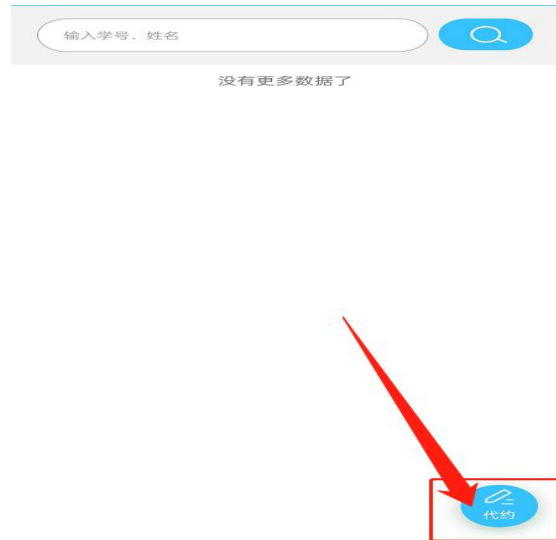 输入学号、姓名
没有更多数据了
代约